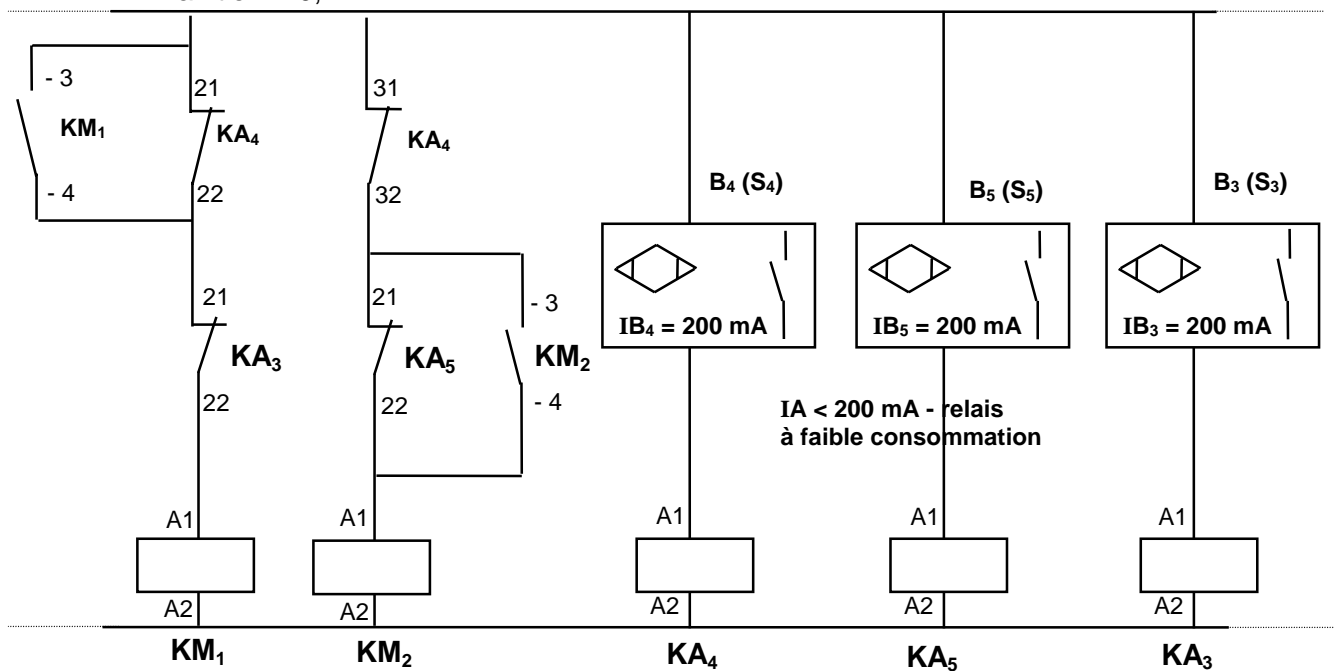 - 3
21
31
KM₁
KA₄
KA₄
- 4
22
32
B₄ (S₄)
B₅ (S₅)
B₃ (S₃)
21
21
- 3
IB₄ = 200 mA
IB₅ = 200 mA
IB₃ = 200 mA
KA₃
KA₅
KM₂
22
22
- 4
IA < 200 mA - relais
à faible consommation
A1
A1
A1
A1
A1
A2
A2
A2
A2
A2
KM₁
KM₂
KA₄
KA₅
KA₃